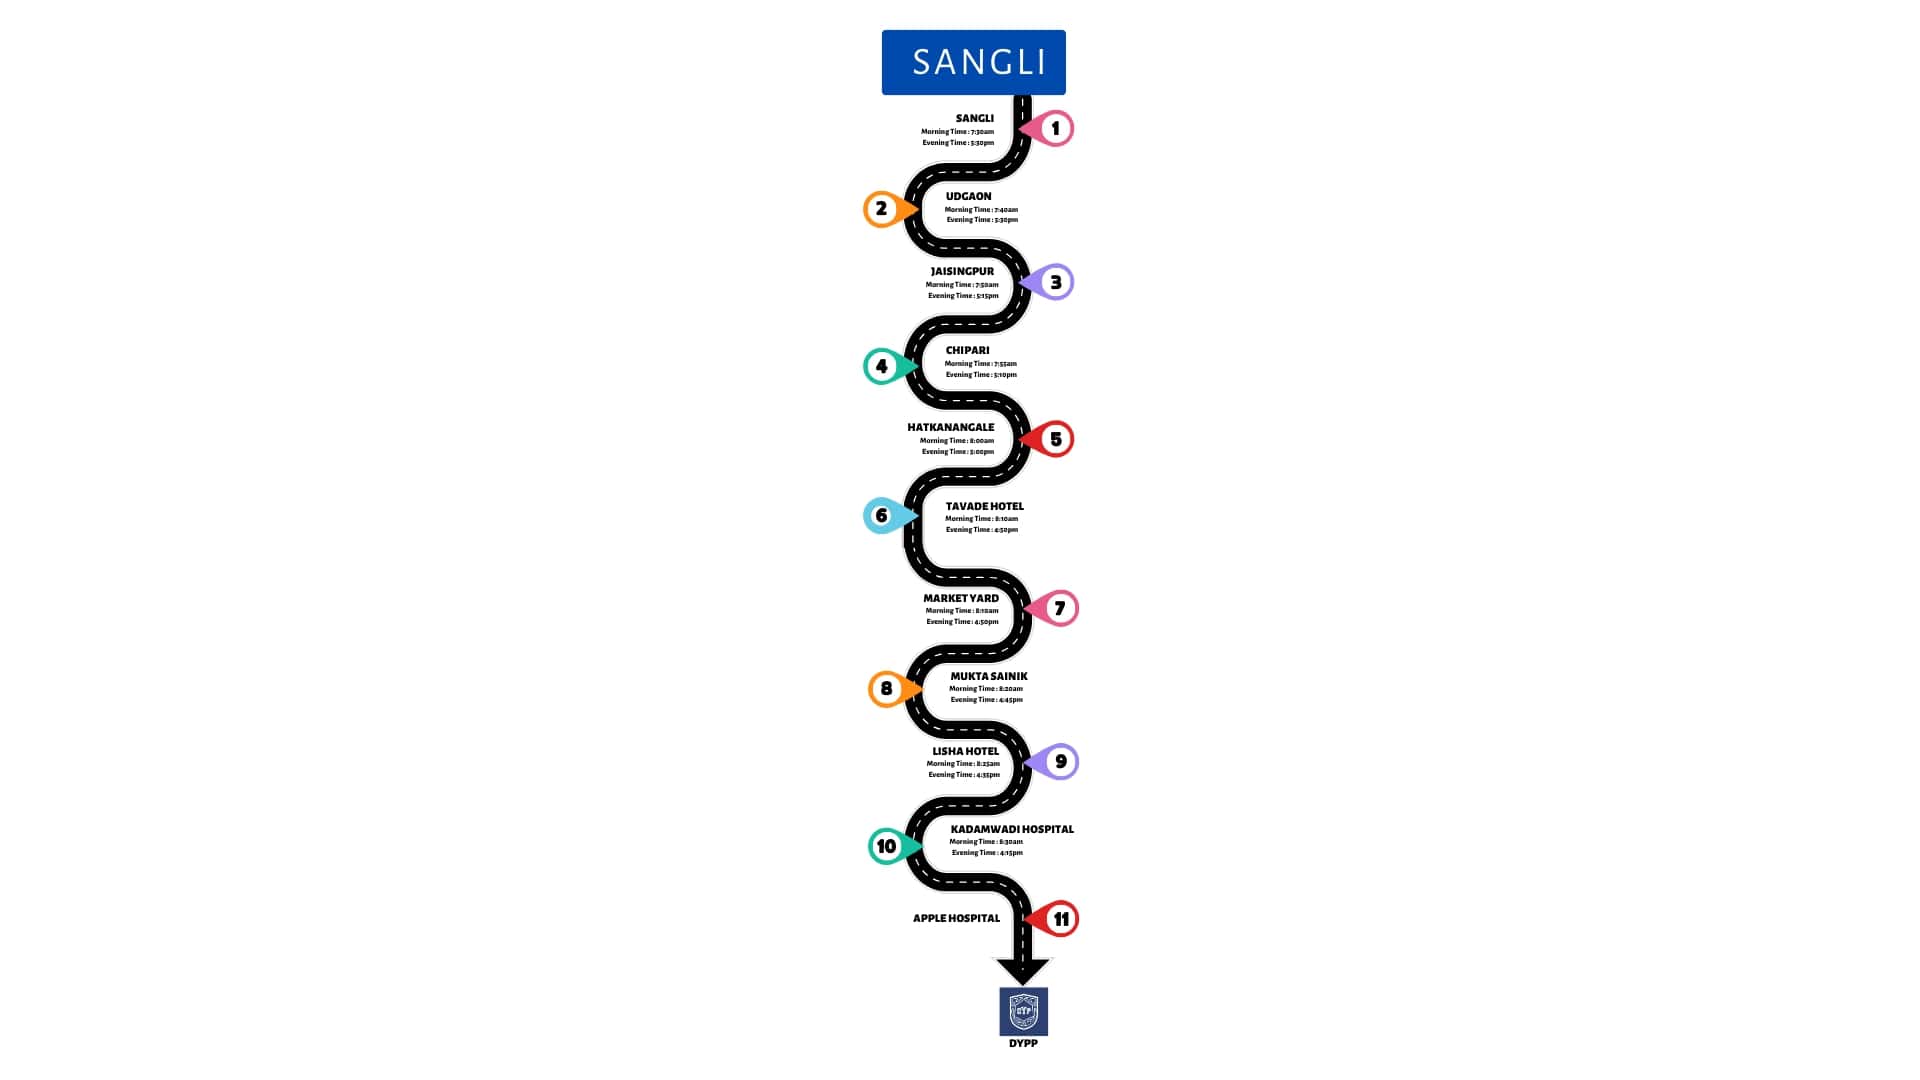 SANGLI
SANGLI
Morning Time : 7:30am
Evening Time : 5:30pm
1
UDGAON
Morning Time : 7:40am
Evening Time : 5:30pm
2
JAISINGPUR
Morning Time : 7:50am
Evening Time : 5:15pm
3
CHIPARI
Morning Time : 7:55am
Evening Time : 5:10pm
4
HATKANANGALE
Morning Time : 8:00am
Evening Time : 5:00pm
5
TAVADE HOTEL
Morning Time : 8:10am
Evening Time : 4:50pm
6
MARKET YARD
Morning Time : 8:10am
Evening Time : 4:50pm
7
MUKTA SAINIK
Morning Time : 8:20am
Evening Time : 4:45pm
8
LISHA HOTEL
Morning Time : 8:25am
Evening Time : 4:35pm
9
KADAMWADI HOSPITAL
Morning Time : 8:30am
Evening Time : 4:15pm
10
APPLE HOSPITAL
11
DYP
DYPP